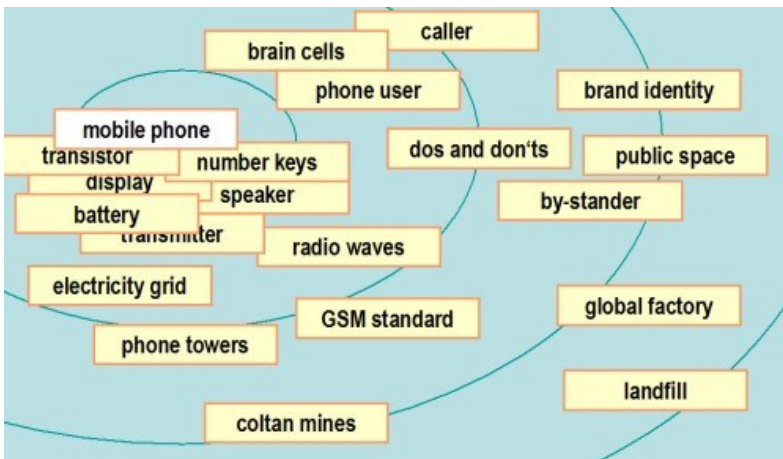 caller
brain cells
phone user
brand identity
mobile phone
dos and don‘ts
public space
transistor
number keys
display
speaker
by-stander
battery
transmitter
radio waves
electricity grid
global factory
GSM standard
phone towers
landfill
coltan mines